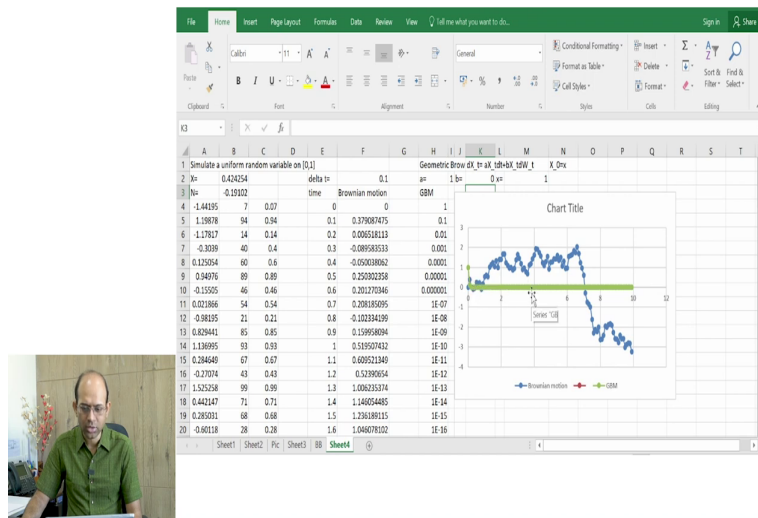 File Home Insert Page Layout Formulas Data Review View Tell me what you want to do... Sign in Share
Paste
Calibri 11 A A
B I U A
General
% , .0 .00
Conditional Formatting
Format as Table
Cell Styles
Insert
Delete
Format
Σ
Sort & Filter
Find & Select
Clipboard Font Alignment Number Styles Cells Editing
K3 fx
A B C D E F G H I J K L M N O P Q R S T
1 Simulate a uniform random variable on [0,1] Geometric Brow dX_t= aX_tdt+bX_tdW_t X_0=x
2 X= 0.424254 delta t= 0.1 a= 1 b= 0 x= 1
3 N= -0.19102 time Brownian motion GBM
4 -1.44195 7 0.07 0 0 1
5 1.19878 94 0.94 0.1 0.379087475 0.1
6 -1.17817 14 0.14 0.2 0.006518113 0.01
7 -0.3039 40 0.4 0.3 -0.089583533 0.001
8 0.125054 60 0.6 0.4 -0.050038062 0.0001
9 0.94976 89 0.89 0.5 0.250302358 0.00001
10 -0.15505 46 0.46 0.6 0.201270346 0.000001
11 0.021866 54 0.54 0.7 0.208185095 1E-07
12 -0.98195 21 0.21 0.8 -0.102334199 1E-08
13 0.829441 85 0.85 0.9 0.159958094 1E-09
14 1.136995 93 0.93 1 0.519507432 1E-10
15 0.284649 67 0.67 1.1 0.609521349 1E-11
16 -0.27074 43 0.43 1.2 0.52390654 1E-12
17 1.525258 99 0.99 1.3 1.006235374 1E-13
18 0.442147 71 0.71 1.4 1.146054485 1E-14
19 0.285031 68 0.68 1.5 1.236189115 1E-15
20 -0.60118 28 0.28 1.6 1.046078102 1E-16
Chart Title
3
2
1
0
-1
-2
-3
-4
2 6 8 10 12
Series "GB
Brownian motion GBM
Sheet1 Sheet2 Pic Sheet3 BB Sheet4